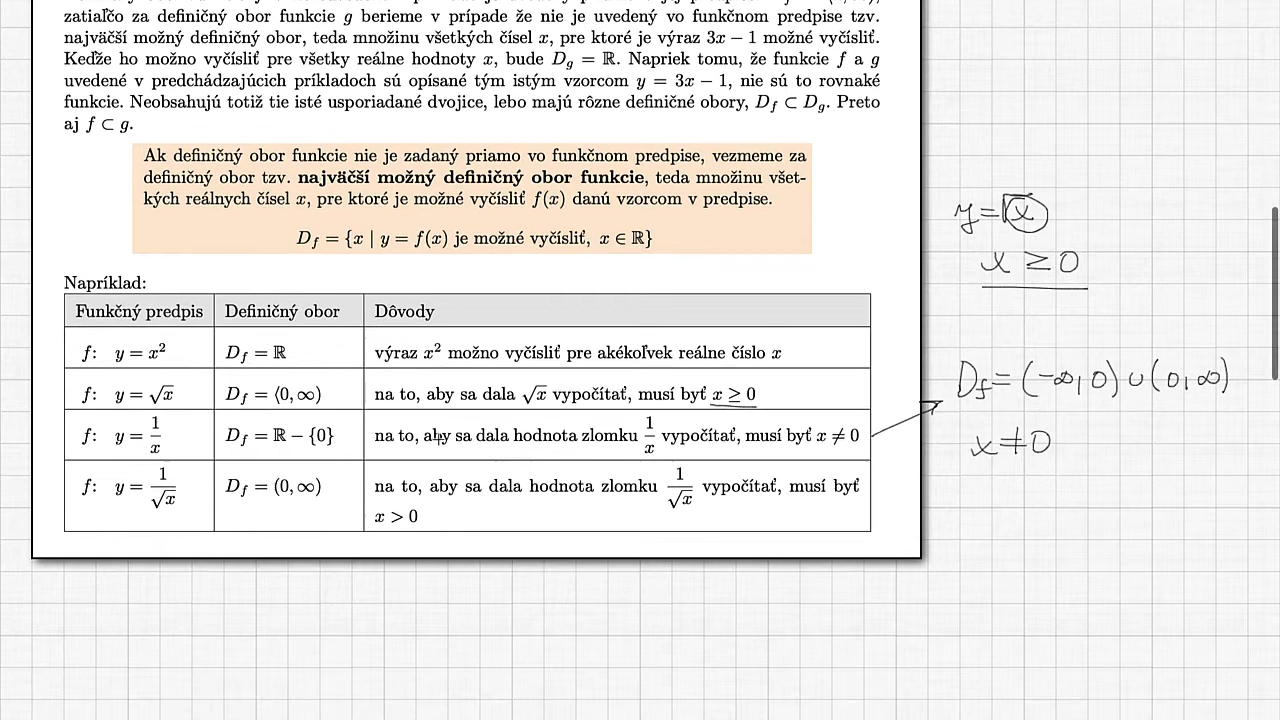 zatiaľčo za definičný obor funkcie g berieme v prípade že nie je uvedený vo funkčnom predpise tzv.
najväčší možný definičný obor, teda množinu všetkých čísel x, pre ktoré je výraz 3x − 1 možné vyčísliť.
Keďže ho možno vyčísliť pre všetky reálne hodnoty x, bude D_g = ℝ. Napriek tomu, že funkcie f a g
uvedené v predchádzajúcich príkladoch sú opísané tým istým vzorcom y = 3x − 1, nie sú to rovnaké
funkcie. Neobsahujú totiž tie isté usporiadané dvojice, lebo majú rôzne definičné obory, D_f ⊂ D_g. Preto
aj f ⊂ g.
Ak definičný obor funkcie nie je zadaný priamo vo funkčnom predpise, vezmeme za
definičný obor tzv. najväčší možný definičný obor funkcie, teda množinu všet-
kých reálnych čísel x, pre ktoré je možné vyčísliť f(x) danú vzorcom v predpise.
D_f = {x | y = f(x) je možné vyčísliť, x ∈ ℝ}
Napríklad:
Funkčný predpis Definičný obor Dôvody
f: y = x² D_f = ℝ výraz x² možno vyčísliť pre akékoľvek reálne číslo x
f: y = √x D_f = ⟨0, ∞) na to, aby sa dala √x vypočítať, musí byť x ≥ 0
f: y = 1/x D_f = ℝ − {0} na to, aby sa dala hodnota zlomku 1/x vypočítať, musí byť x ≠ 0
f: y = 1/√x D_f = (0, ∞) na to, aby sa dala hodnota zlomku 1/√x vypočítať, musí byť
x > 0
y = √x
x ≥ 0
D_f = (-∞, 0) ∪ (0, ∞)
x ≠ 0